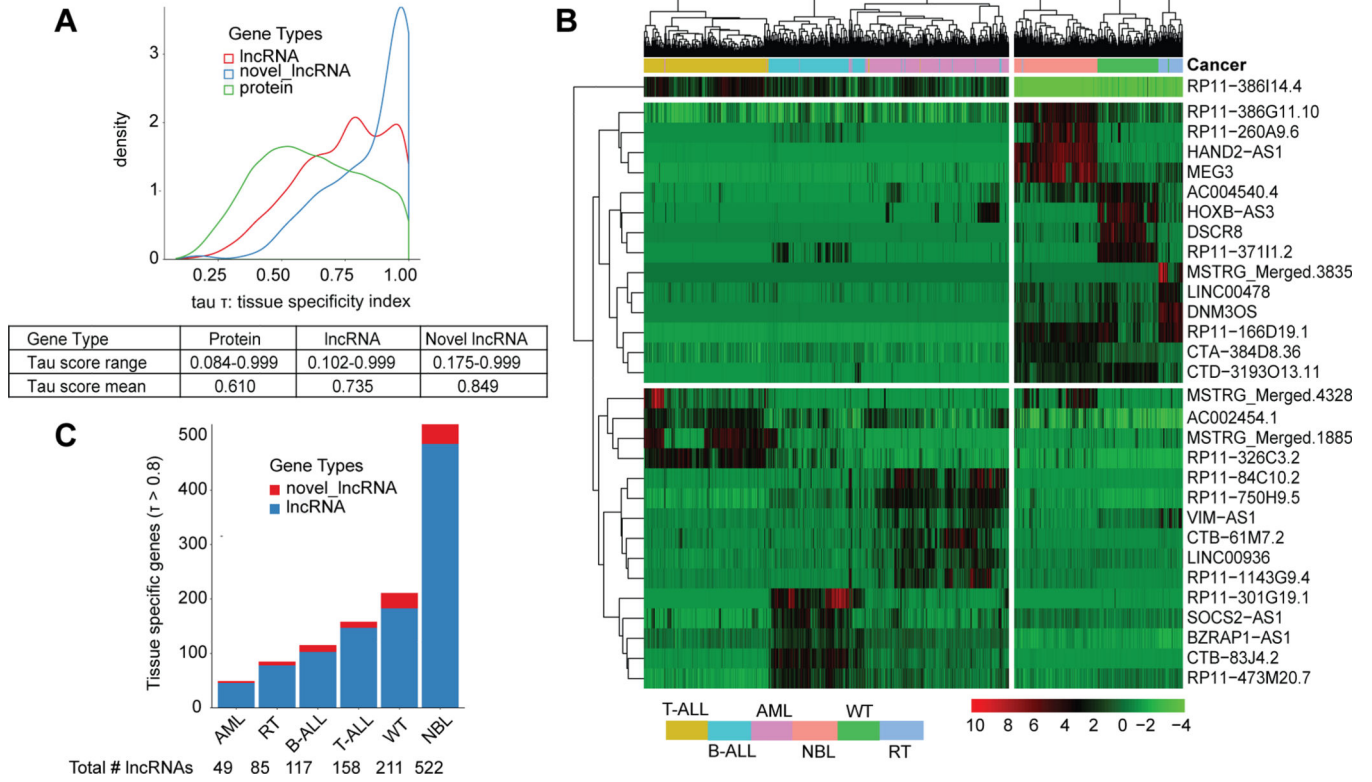 A
density
3
2
1
0
Gene Types
lncRNA
novel_lncRNA
protein
0.25 0.50 0.75 1.00
tau τ: tissue specificity index
Gene Type Protein lncRNA Novel lncRNA
Tau score range 0.084-0.999 0.102-0.999 0.175-0.999
Tau score mean 0.610 0.735 0.849
C
Tissue specific genes (τ > 0.8)
500
400
300
200
100
0
Gene Types
novel_lncRNA
lncRNA
AML RT B-ALL T-ALL WT NBL
Total # lncRNAs 49 85 117 158 211 522
B
Cancer
RP11−386I14.4
RP11−386G11.10
RP11−260A9.6
HAND2−AS1
MEG3
AC004540.4
HOXB−AS3
DSCR8
RP11−371I1.2
MSTRG_Merged.3835
LINC00478
DNM3OS
RP11−166D19.1
CTA−384D8.36
CTD−3193O13.11
MSTRG_Merged.4328
AC002454.1
MSTRG_Merged.1885
RP11−326C3.2
RP11−84C10.2
RP11−750H9.5
VIM−AS1
CTB−61M7.2
LINC00936
RP11−1143G9.4
RP11−301G19.1
SOCS2−AS1
BZRAP1−AS1
CTB−83J4.2
RP11−473M20.7
T-ALL AML WT
B-ALL NBL RT
10 8 6 4 2 0 −2 −4